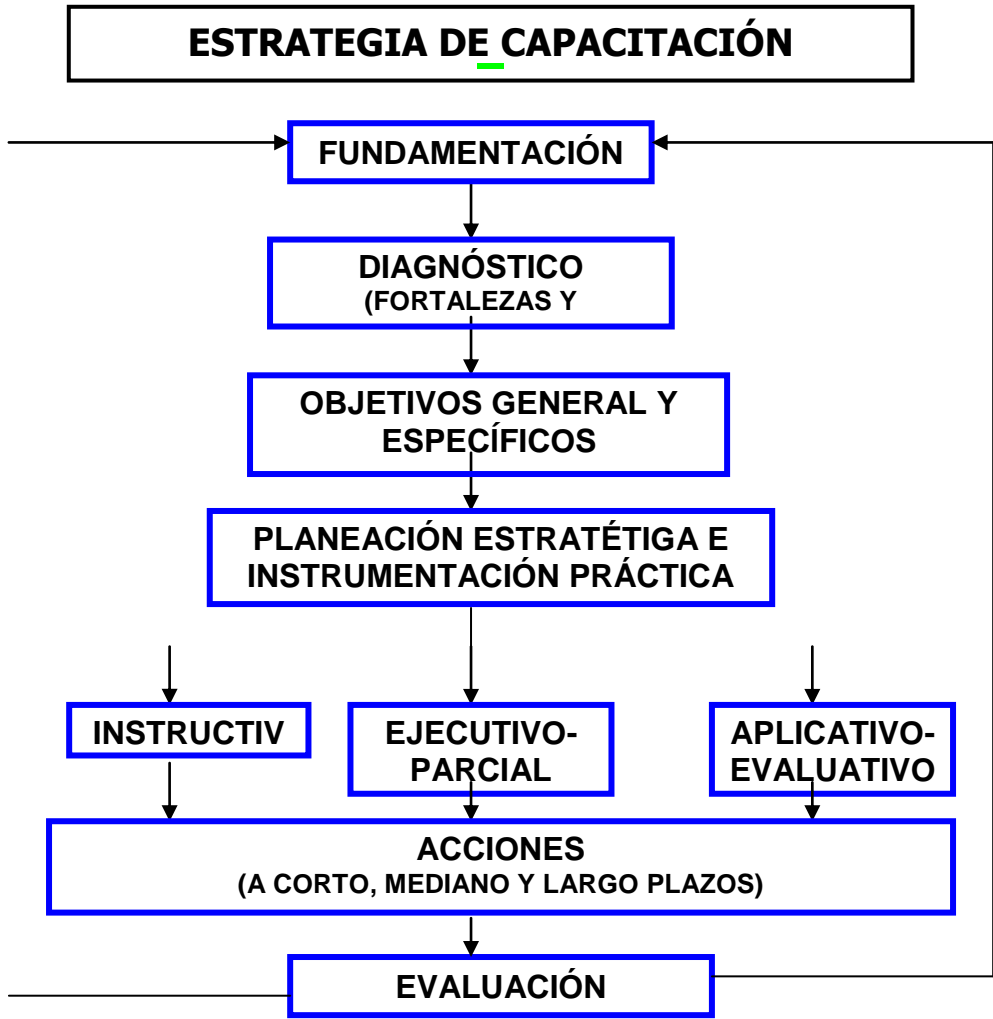 ESTRATEGIA DE CAPACITACIÓN
FUNDAMENTACIÓN
DIAGNÓSTICO
(FORTALEZAS Y
OBJETIVOS GENERAL Y
ESPECÍFICOS
PLANEACIÓN ESTRATÉTIGA E
INSTRUMENTACIÓN PRÁCTICA
INSTRUCTIV
EJECUTIVO-
PARCIAL
APLICATIVO-
EVALUATIVO
ACCIONES
(A CORTO, MEDIANO Y LARGO PLAZOS)
EVALUACIÓN